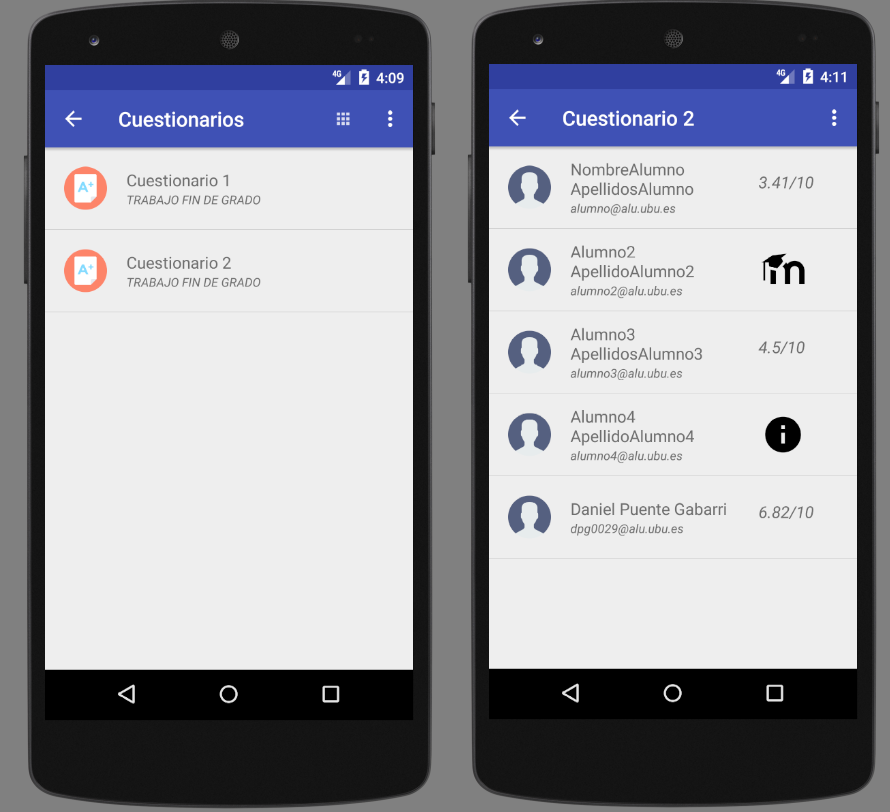 4G 4:09
Cuestionarios
A+ Cuestionario 1
TRABAJO FIN DE GRADO
A+ Cuestionario 2
TRABAJO FIN DE GRADO
4G 4:11
Cuestionario 2
NombreAlumno
ApellidosAlumno
alumno@alu.ubu.es
3.41/10
Alumno2
ApellidoAlumno2
alumno2@alu.ubu.es
m
Alumno3
ApellidosAlumno3
alumno3@alu.ubu.es
4.5/10
Alumno4
ApellidoAlumno4
alumno4@alu.ubu.es
i
Daniel Puente Gabarri
dpg0029@alu.ubu.es
6.82/10